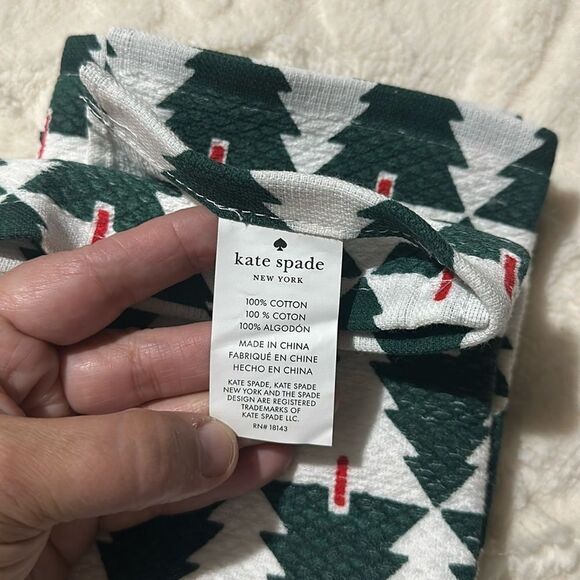 kate spade
NEW YORK
100% COTTON
100 % COTON
100% ALGODÓN
MADE IN CHINA
FABRIQUÉ EN CHINE
HECHO EN CHINA
KATE SPADE, KATE SPADE
NEW YORK AND THE SPADE
DESIGN ARE REGISTERED
TRADEMARKS OF
KATE SPADE LLC.
RN# 18143